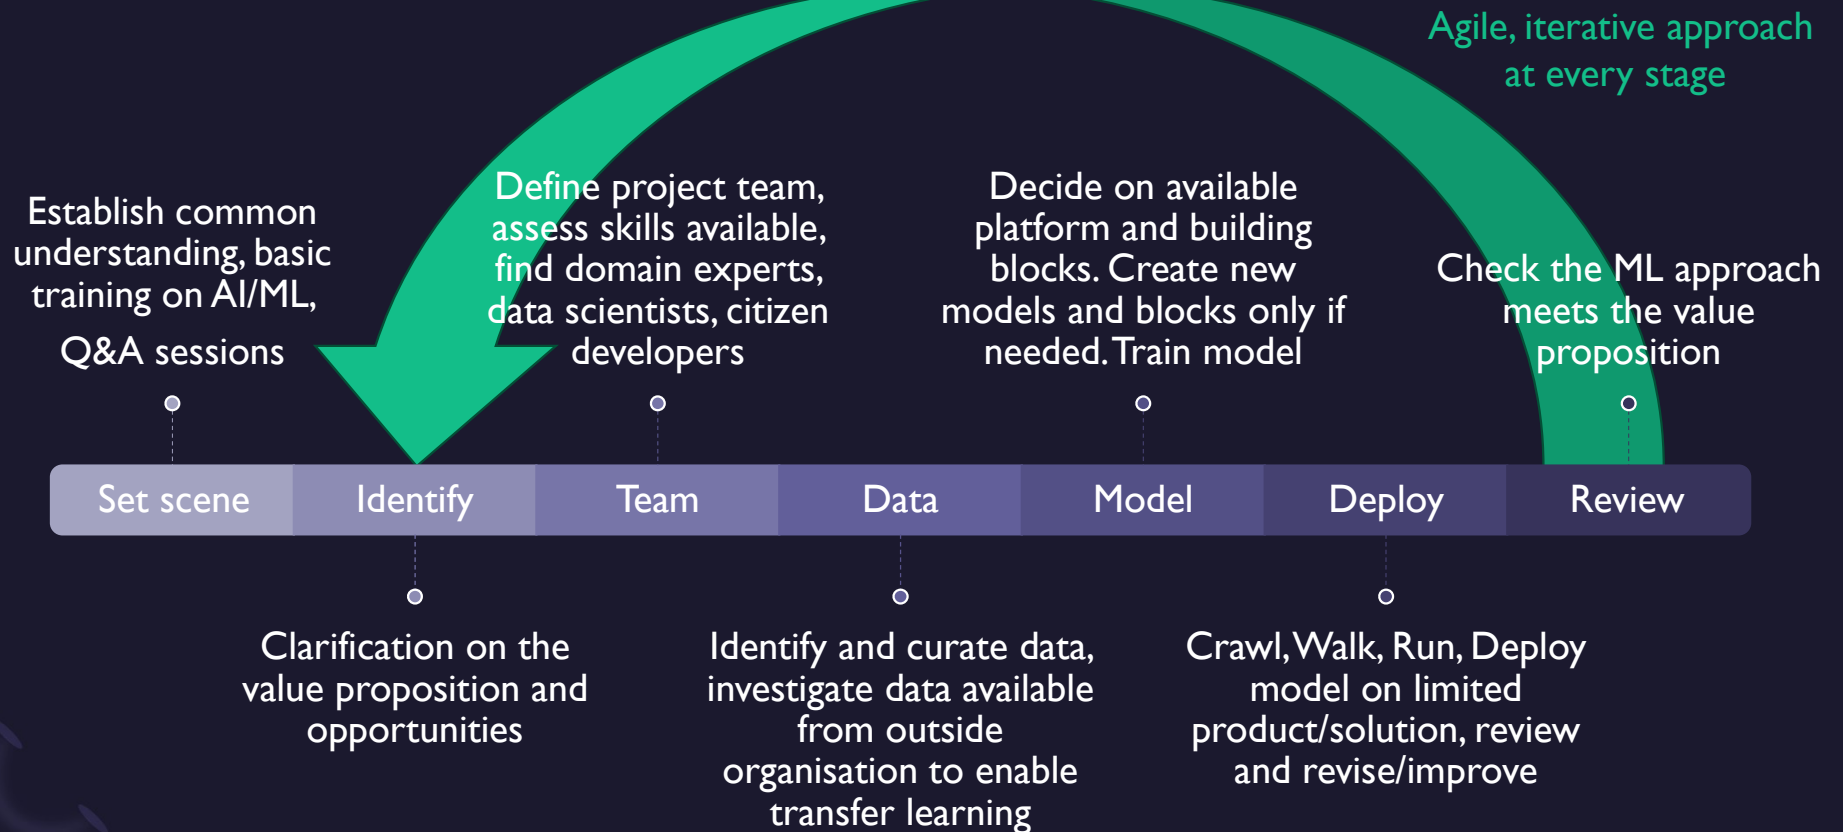 Agile, iterative approach
at every stage
Establish common
understanding, basic
training on AI/ML,
Q&A sessions
Define project team,
assess skills available,
find domain experts,
data scientists, citizen
developers
Decide on available
platform and building
blocks. Create new
models and blocks only if
needed. Train model
Check the ML approach
meets the value
proposition
Set scene
Identify
Team
Data
Model
Deploy
Review
Clarification on the
value proposition and
opportunities
Identify and curate data,
investigate data available
from outside
organisation to enable
transfer learning
Crawl, Walk, Run, Deploy
model on limited
product/solution, review
and revise/improve